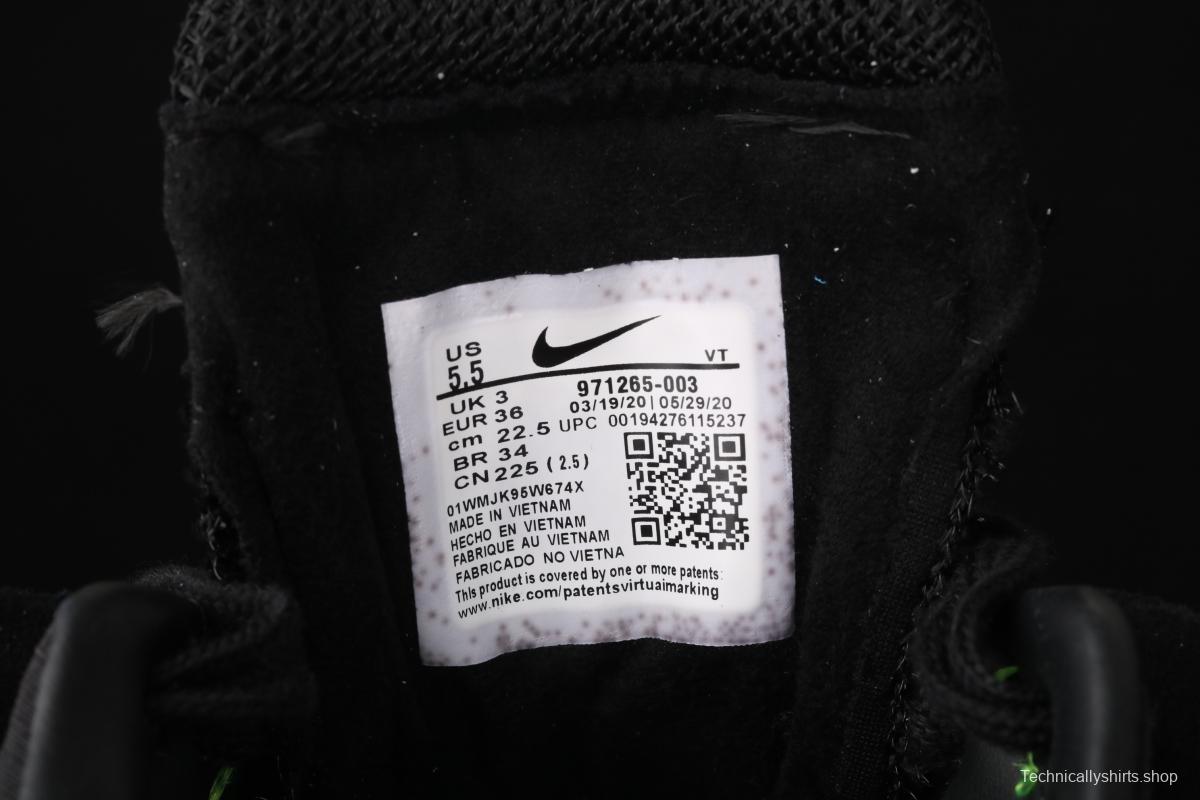 US
5.5
VT
UK 3
EUR 36
cm 22.5
BR 34
CN 225 (2.5)
971265-003
03/19/20 | 05/29/20
UPC 00194276115237
01WMJK95W674X
MADE IN VIETNAM
HECHO EN VIETNAM
FABRIQUE AU VIETNAM
FABRICADO NO VIETNA
This product is covered by one or more patents:
www.nike.com/patentsvirtuaimarking
Technicallyshirts.shop